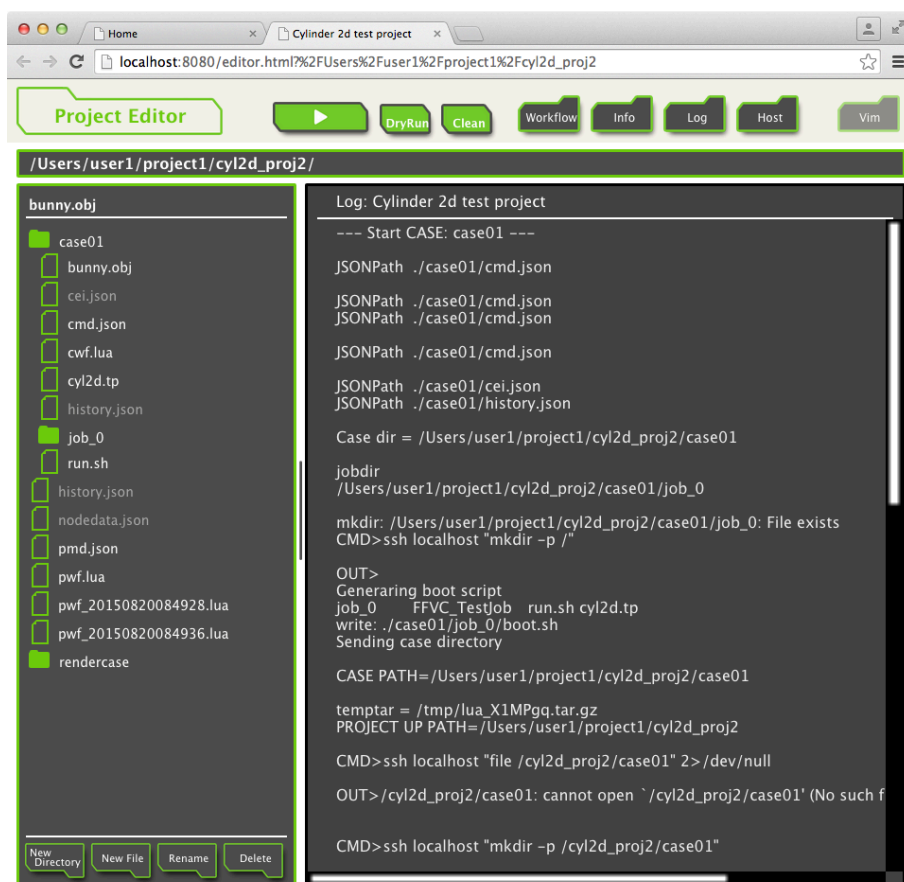 Home
Cylinder 2d test project
localhost:8080/editor.html?%2FUsers%2Fuser1%2Fproject1%2Fcyl2d_proj2
Project Editor
DryRun
Clean
Workflow
Info
Log
Host
Vim
/Users/user1/project1/cyl2d_proj2/
bunny.obj
case01
bunny.obj
cei.json
cmd.json
cwf.lua
cyl2d.tp
history.json
job_0
run.sh
history.json
nodedata.json
pmd.json
pwf.lua
pwf_20150820084928.lua
pwf_20150820084936.lua
rendercase
New
Directory
New File
Rename
Delete
Log: Cylinder 2d test project
--- Start CASE: case01 ---
JSONPath ./case01/cmd.json
JSONPath ./case01/cmd.json
JSONPath ./case01/cmd.json
JSONPath ./case01/cmd.json
JSONPath ./case01/cei.json
JSONPath ./case01/history.json
Case dir = /Users/user1/project1/cyl2d_proj2/case01
jobdir
/Users/user1/project1/cyl2d_proj2/case01/job_0
mkdir: /Users/user1/project1/cyl2d_proj2/case01/job_0: File exists
CMD>ssh localhost "mkdir -p /"
OUT>
Generaring boot script
job_0 FFVC_TestJob run.sh cyl2d.tp
write: ./case01/job_0/boot.sh
Sending case directory
CASE PATH=/Users/user1/project1/cyl2d_proj2/case01
temptar = /tmp/lua_X1MPgq.tar.gz
PROJECT UP PATH=/Users/user1/project1/cyl2d_proj2
CMD>ssh localhost "file /cyl2d_proj2/case01" 2>/dev/null
OUT>/cyl2d_proj2/case01: cannot open `/cyl2d_proj2/case01' (No such f
CMD>ssh localhost "mkdir -p /cyl2d_proj2/case01"